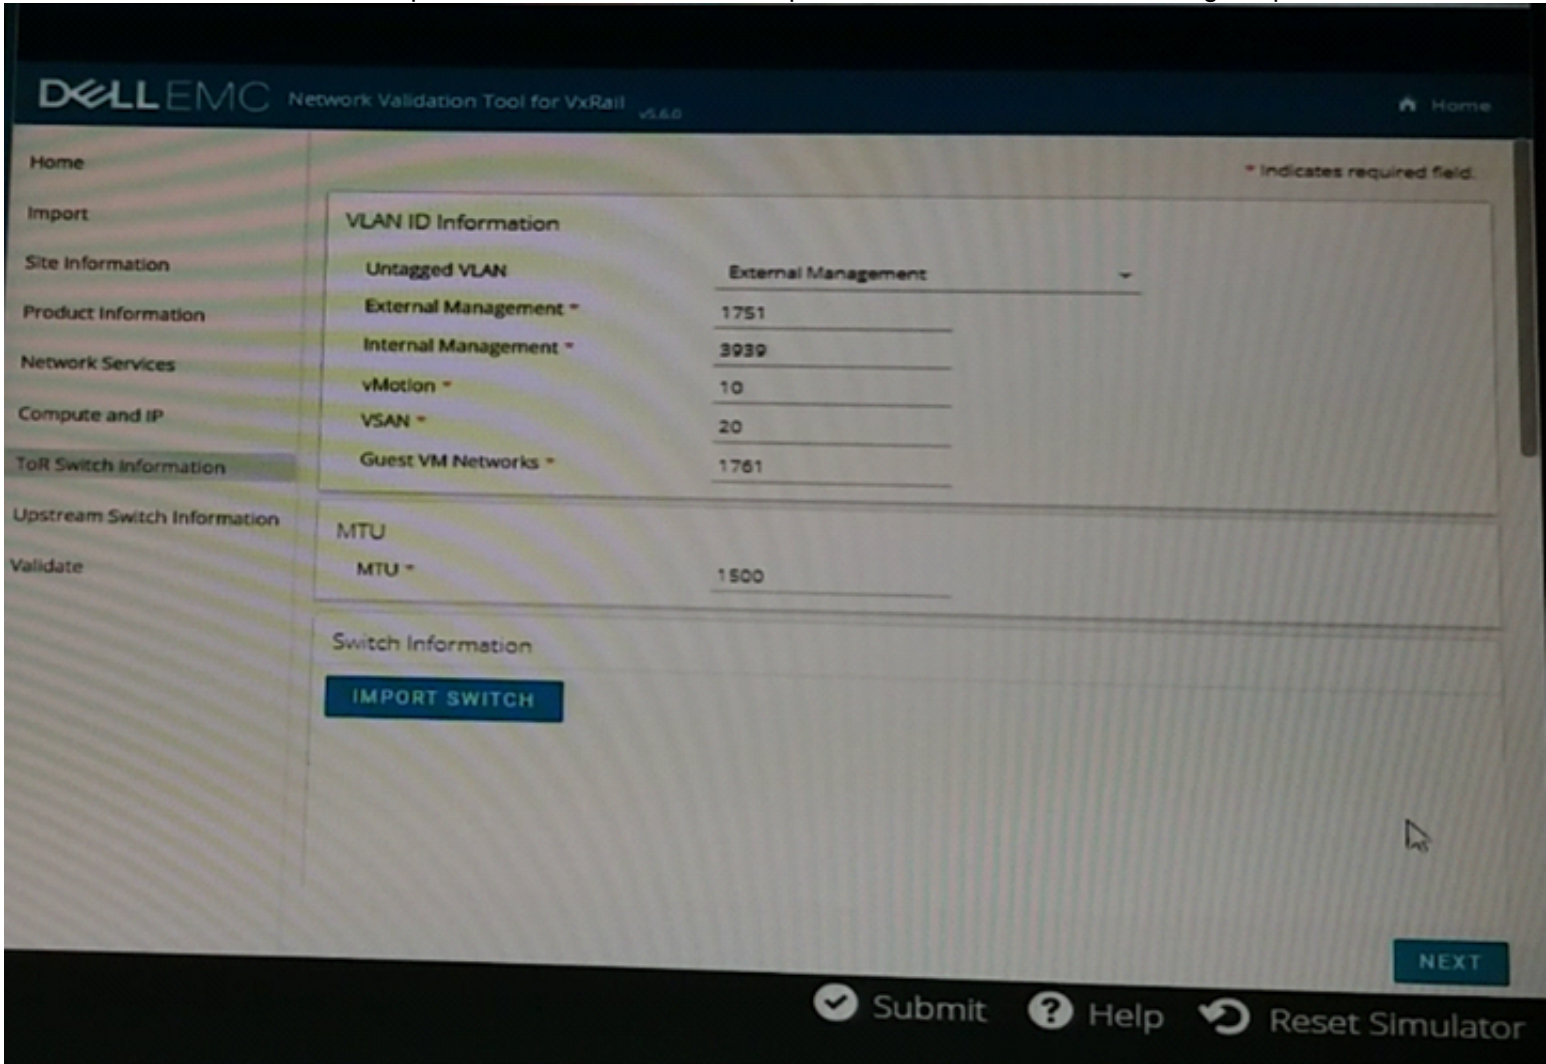 DELLEMC Network Validation Tool for VxRail v5.6.0
Home
Home
Import
Site Information
Product Information
Network Services
Compute and IP
ToR Switch Information
Upstream Switch Information
Validate
* Indicates required field.
VLAN ID Information
Untagged VLAN External Management
External Management * 1751
Internal Management * 3939
vMotion * 10
VSAN * 20
Guest VM Networks * 1761
MTU
MTU * 1500
Switch Information
IMPORT SWITCH
NEXT
Submit
Help
Reset Simulator